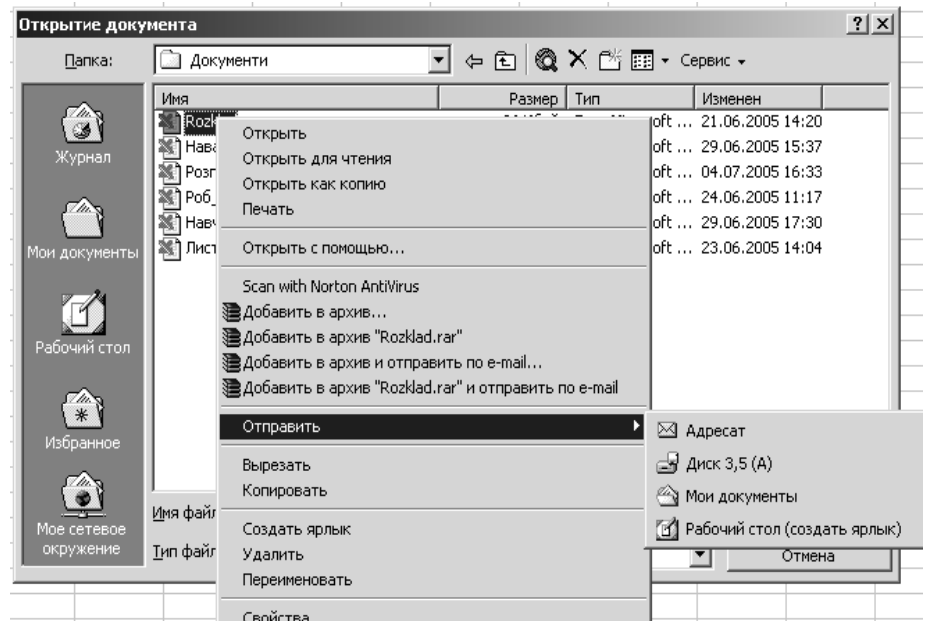 Открытие документа
Папка: Документи Сервис
Имя Размер Тип Изменен
oft ... 21.06.2005 14:20
oft ... 29.06.2005 15:37
oft ... 04.07.2005 16:33
oft ... 24.06.2005 11:17
oft ... 29.06.2005 17:30
Лист oft ... 23.06.2005 14:04
Журнал
Мои документы
Рабочий стол
Избранное
Мое сетевое
окружение
Имя файл
Тип файл
Отмена
Открыть
Открыть для чтения
Открыть как копию
Печать
Открыть с помощью...
Scan with Norton AntiVirus
Добавить в архив...
Добавить в архив "Rozklad.rar"
Добавить в архив и отправить по e-mail...
Добавить в архив "Rozklad.rar" и отправить по e-mail
Отправить
Вырезать
Копировать
Создать ярлык
Удалить
Переименовать
Свойства
Адресат
Диск 3,5 (A)
Мои документы
Рабочий стол (создать ярлык)